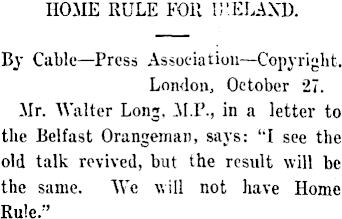 HOME RULE FOR IRELAND.
By Cable—Press Association—Copyright.
London, October 27.
Mr. Walter Long, M.P., in a letter to
the Belfast Orangeman, says: "I see the
old talk revived, but the result will be
the same. We will not have Home
Rule."